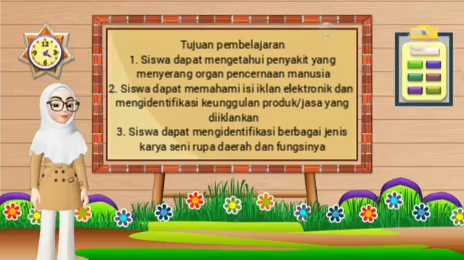 Tujuan pembelajaran
1. Siswa dapat mengetahui penyakit yang
menyerang organ pencernaan manusia
2. Siswa dapat memahami isi iklan elektronik dan
mengidentifikasi keunggulan produk/jasa yang
diiklankan
3. Siswa dapat mengidentifikasi berbagai jenis
karya seni rupa daerah dan fungsinya